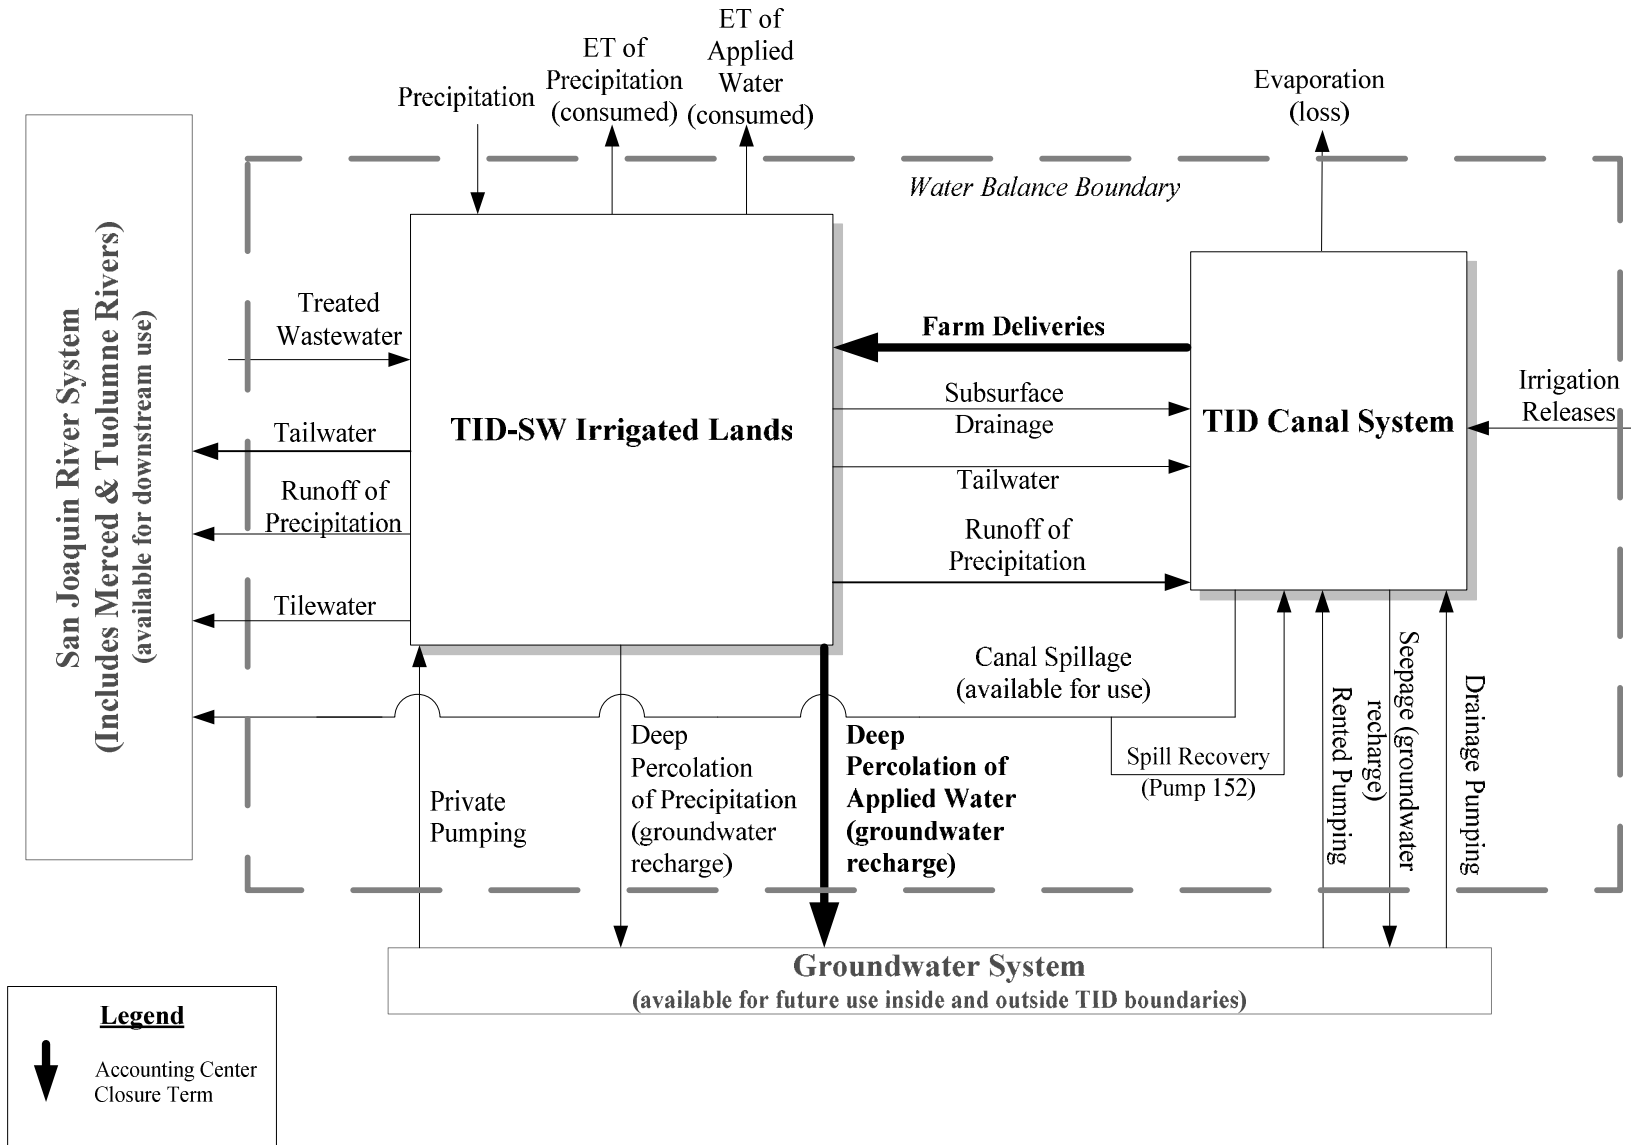 ET of
Precipitation
(consumed)
ET of
Applied
Water
(consumed)
Precipitation
Evaporation
(loss)
Water Balance Boundary
San Joaquin River System
(Includes Merced & Tuolumne Rivers)
(available for downstream use)
Treated
Wastewater
Tailwater
Runoff of
Precipitation
Tilewater
TID-SW Irrigated Lands
Farm Deliveries
Subsurface
Drainage
Tailwater
Runoff of
Precipitation
TID Canal System
Irrigation
Releases
Canal Spillage
(available for use)
Spill Recovery
(Pump 152)
Rented Pumping
Seepage (groundwater
recharge)
Drainage Pumping
Private
Pumping
Deep
Percolation
of Precipitation
(groundwater
recharge)
Deep
Percolation of
Applied Water
(groundwater
recharge)
Groundwater System
(available for future use inside and outside TID boundaries)
Legend
Accounting Center
Closure Term